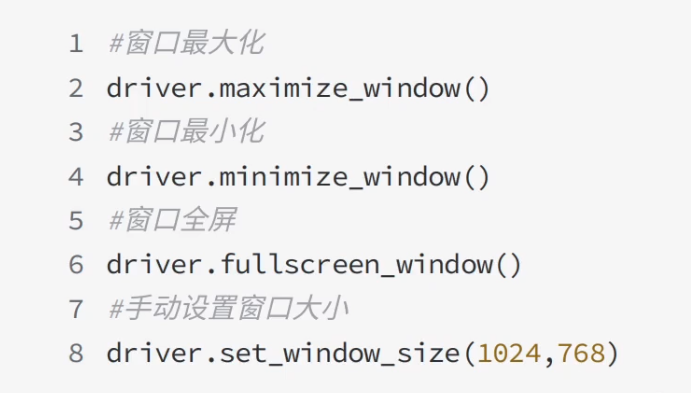 1 #窗口最大化
2 driver.maximize_window()
3 #窗口最小化
4 driver.minimize_window()
5 #窗口全屏
6 driver.fullscreen_window()
7 #手动设置窗口大小
8 driver.set_window_size(1024,768)